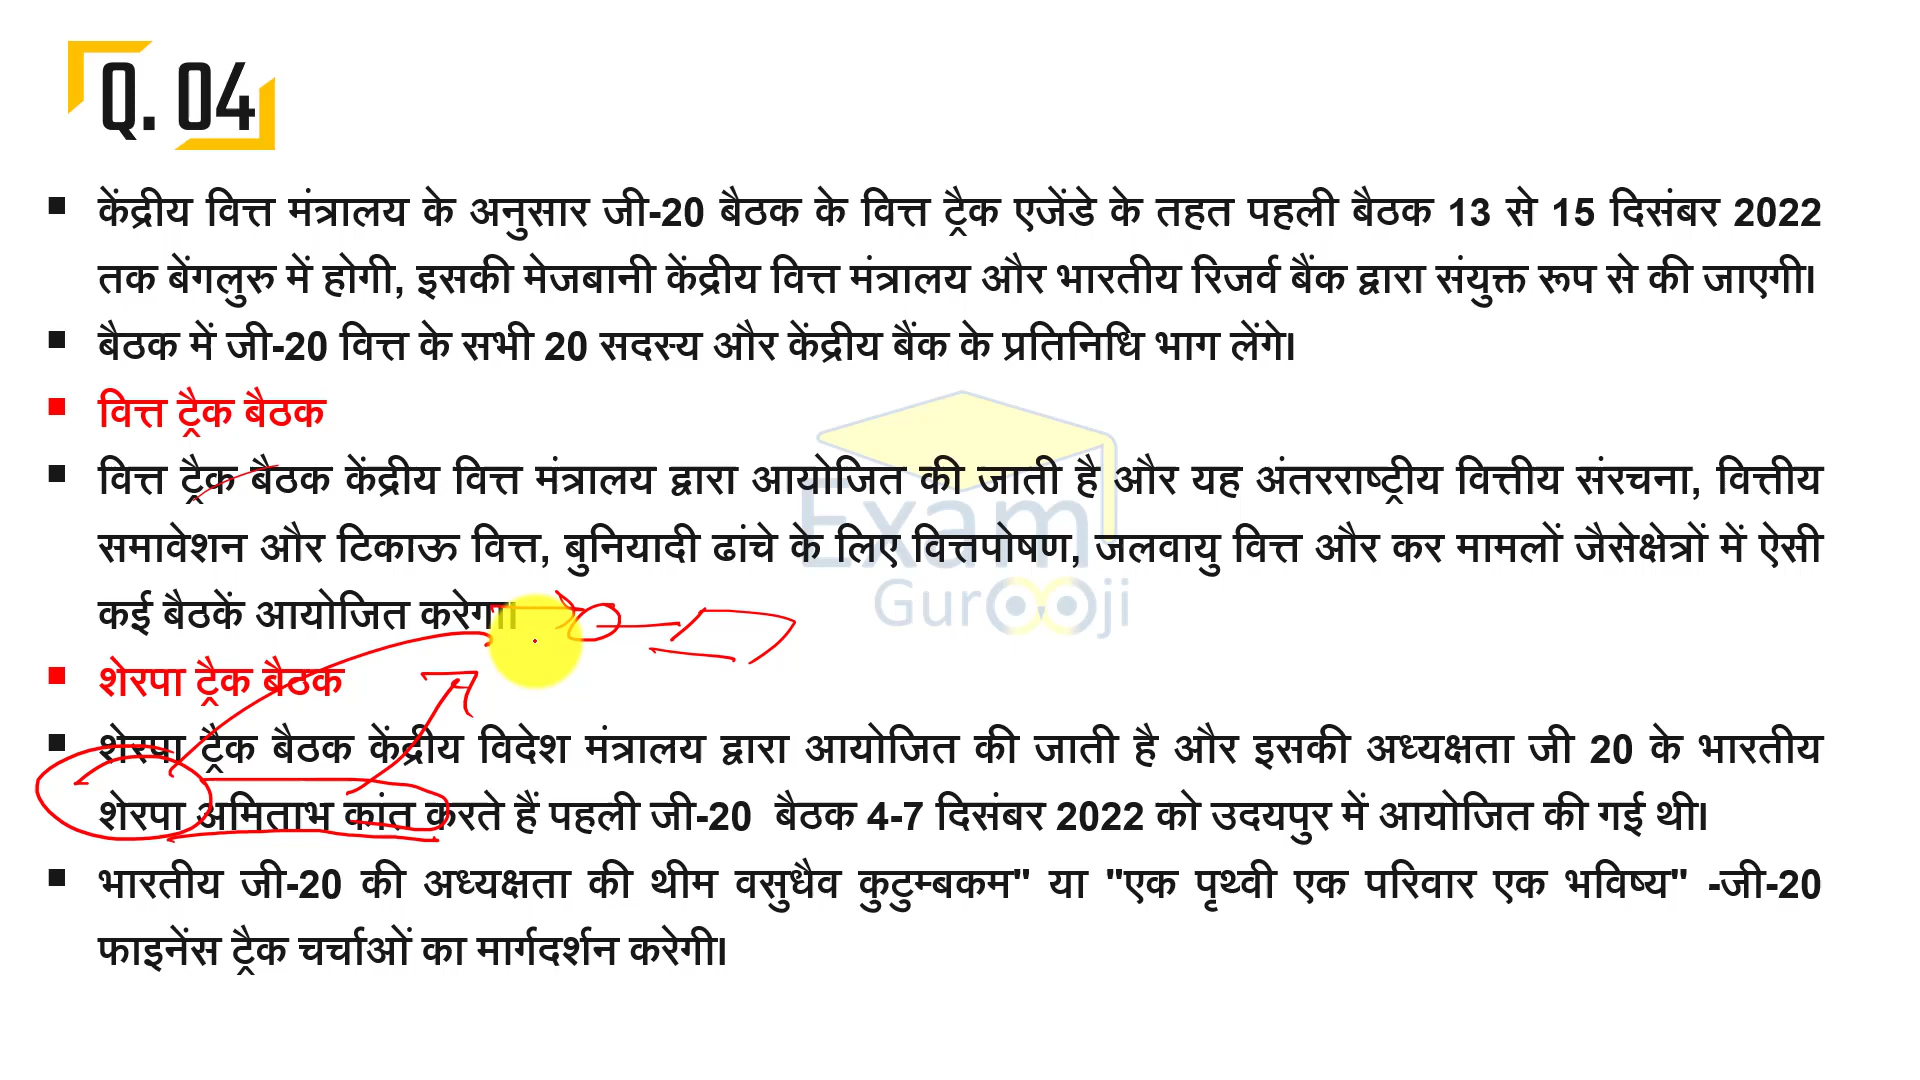 Q. 04
केंद्रीय वित्त मंत्रालय के अनुसार जी-20 बैठक के वित्त ट्रैक एजेंडे के तहत पहली बैठक 13 से 15 दिसंबर 2022
तक बेंगलुरु में होगी, इसकी मेजबानी केंद्रीय वित्त मंत्रालय और भारतीय रिजर्व बैंक द्वारा संयुक्त रूप से की जाएगी।
बैठक में जी-20 वित्त के सभी 20 सदस्य और केंद्रीय बैंक के प्रतिनिधि भाग लेंगे।
वित्त ट्रैक बैठक
वित्त ट्रैक बैठक केंद्रीय वित्त मंत्रालय द्वारा आयोजित की जाती है और यह अंतरराष्ट्रीय वित्तीय संरचना, वित्तीय
समावेशन और टिकाऊ वित्त, बुनियादी ढांचे के लिए वित्तपोषण, जलवायु वित्त और कर मामलों जैसेक्षेत्रों में ऐसी
कई बैठकें आयोजित करेगा।
Exam
Gurooji
शेरपा ट्रैक बैठक
शेरपा ट्रैक बैठक केंद्रीय विदेश मंत्रालय द्वारा आयोजित की जाती है और इसकी अध्यक्षता जी 20 के भारतीय
शेरपा अमिताभ कांत करते हैं पहली जी-20 बैठक 4-7 दिसंबर 2022 को उदयपुर में आयोजित की गई थी।
भारतीय जी-20 की अध्यक्षता की थीम वसुधैव कुटुम्बकम" या "एक पृथ्वी एक परिवार एक भविष्य" -जी-20
फाइनेंस ट्रैक चर्चाओं का मार्गदर्शन करेगी।